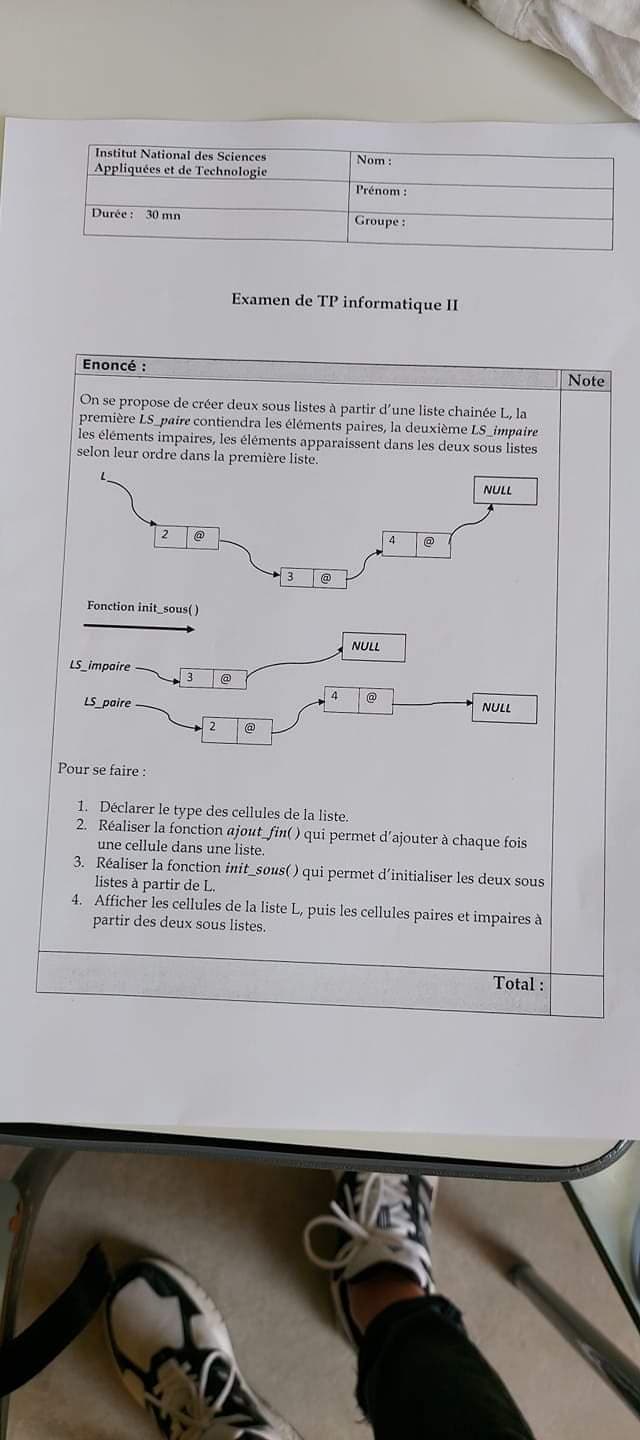 Institut National des Sciences
Appliquées et de Technologie
Nom :
Prénom :
Durée : 30 mn
Groupe :
Examen de TP informatique II
Enoncé :
Note
On se propose de créer deux sous listes à partir d'une liste chainée L, la
première LS_paire contiendra les éléments paires, la deuxième LS_impaire
les éléments impaires, les éléments apparaissent dans les deux sous listes
selon leur ordre dans la première liste.
L
NULL
2 @
4 @
3 @
Fonction init_sous( )
NULL
LS_impaire
3 @
LS_paire
4 @
NULL
2 @
Pour se faire :
1. Déclarer le type des cellules de la liste.
2. Réaliser la fonction ajout_fin( ) qui permet d'ajouter à chaque fois
une cellule dans une liste.
3. Réaliser la fonction init_sous( ) qui permet d'initialiser les deux sous
listes à partir de L.
4. Afficher les cellules de la liste L, puis les cellules paires et impaires à
partir des deux sous listes.
Total :